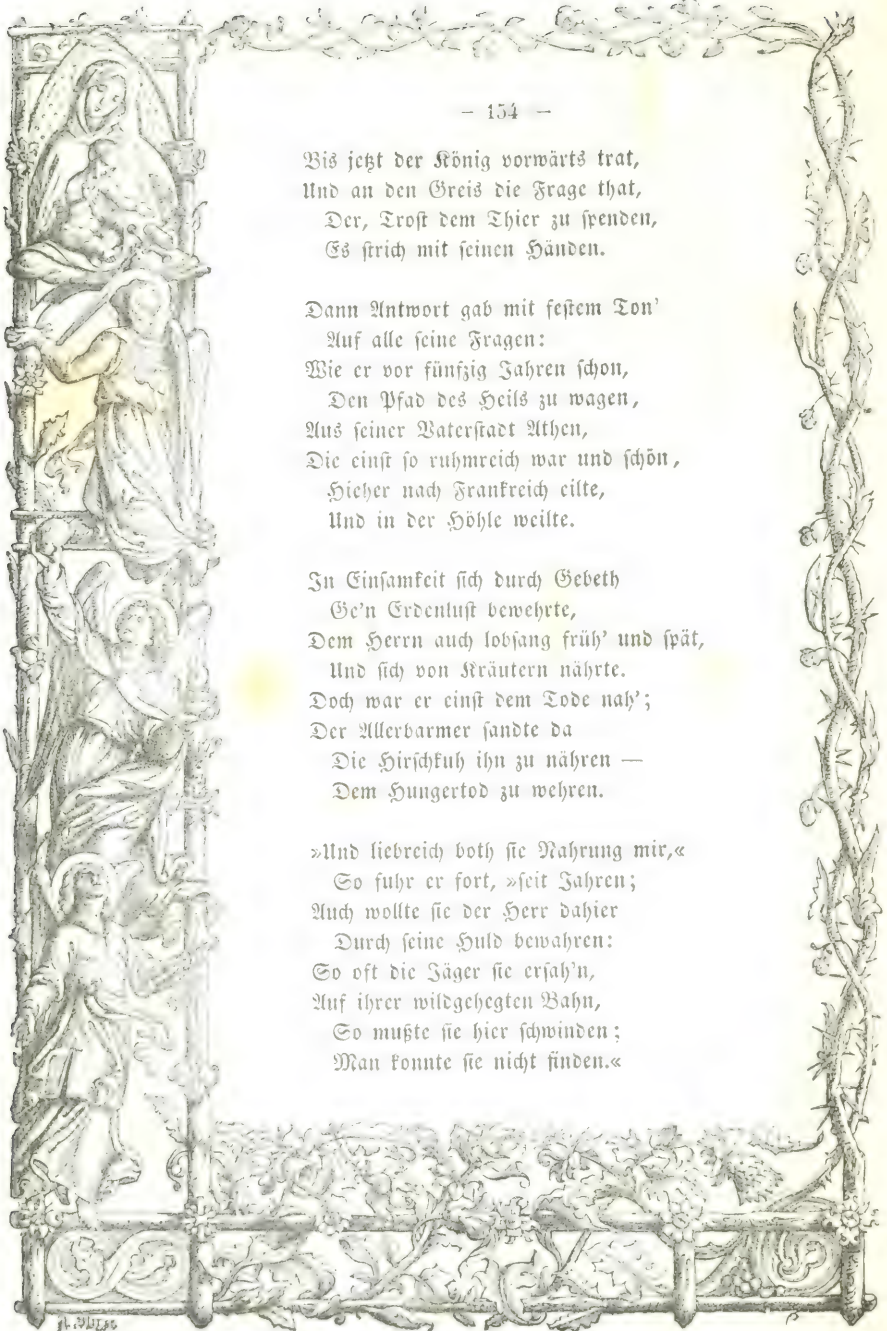 – 154 –
Bis jetzt der König vorwärts trat,
Und an den Greis die Frage that,
Der, Trost dem Thier zu spenden,
Es strich mit seinen Händen.
Dann Antwort gab mit festem Ton'
Auf alle seine Fragen:
Wie er vor fünfzig Jahren schon,
Den Pfad des Heils zu wagen,
Aus seiner Vaterstadt Athen,
Die einst so ruhmreich war und schön,
Hieher nach Frankreich eilte,
Und in der Höhle weilte.
In Einsamkeit sich durch Gebeth
Ge'n Erdenlust bewehrte,
Dem Herrn auch lobsang früh' und spät,
Und sich von Kräutern nährte.
Doch war er einst dem Tode nah';
Der Allerbarmer sandte da
Die Hirschkuh ihn zu nähren —
Dem Hungertod zu wehren.
»Und liebreich both sie Nahrung mir,«
So fuhr er fort, »seit Jahren;
Auch wollte sie der Herr dahier
Durch seine Huld bewahren:
So oft die Jäger sie ersah'n,
Auf ihrer wildgehegten Bahn,
So mußte sie hier schwinden;
Man konnte sie nicht finden.«